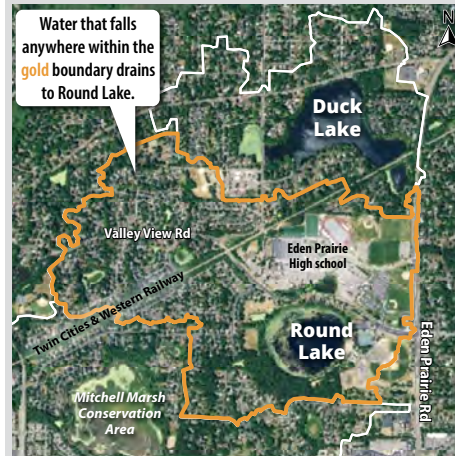 Water that falls
anywhere within the
gold boundary drains
to Round Lake.
N
Duck
Lake
Valley View Rd
Eden Prairie
High school
Twin Cities & Western Railway
Round
Lake
Eden Prairie Rd
Mitchell Marsh
Conservation
Area